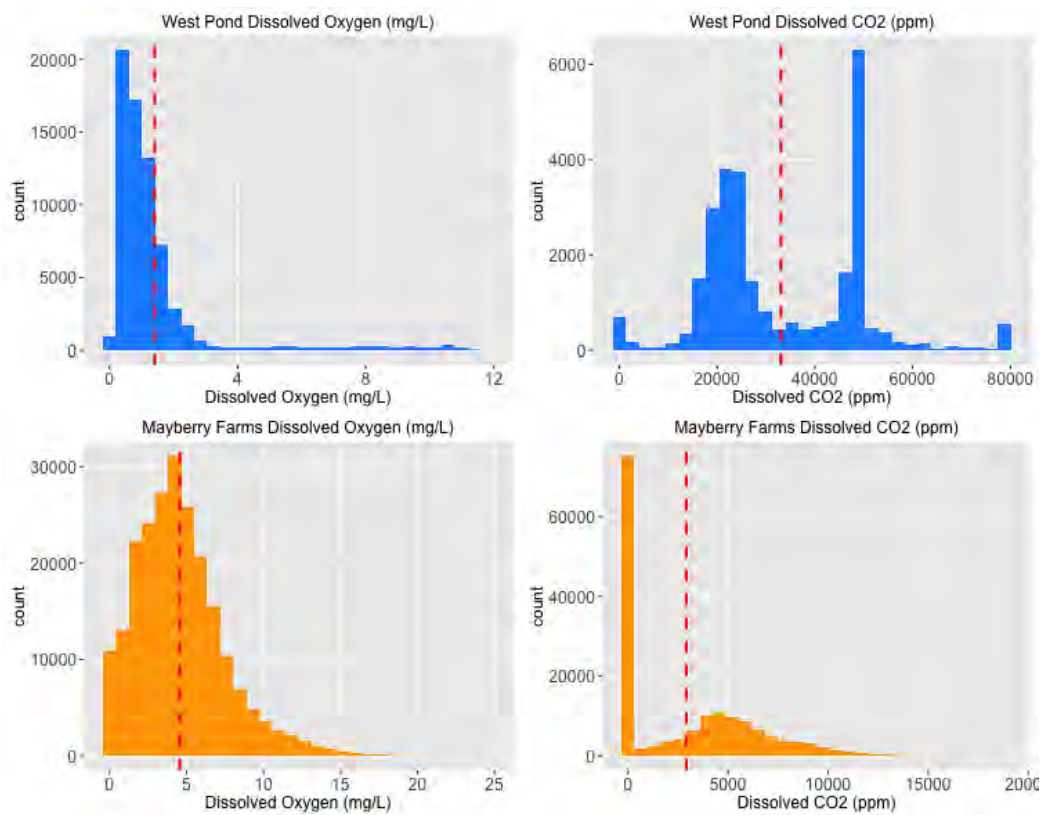 West Pond Dissolved Oxygen (mg/L)
20000
15000
10000
5000
0
count
0 4 8 12
Dissolved Oxygen (mg/L)
West Pond Dissolved CO2 (ppm)
6000
4000
2000
0
count
0 20000 40000 60000 80000
Dissolved CO2 (ppm)
Mayberry Farms Dissolved Oxygen (mg/L)
30000
20000
10000
0
count
0 5 10 15 20 25
Dissolved Oxygen (mg/L)
Mayberry Farms Dissolved CO2 (ppm)
60000
40000
20000
0
count
0 5000 10000 15000 2000
Dissolved CO2 (ppm)